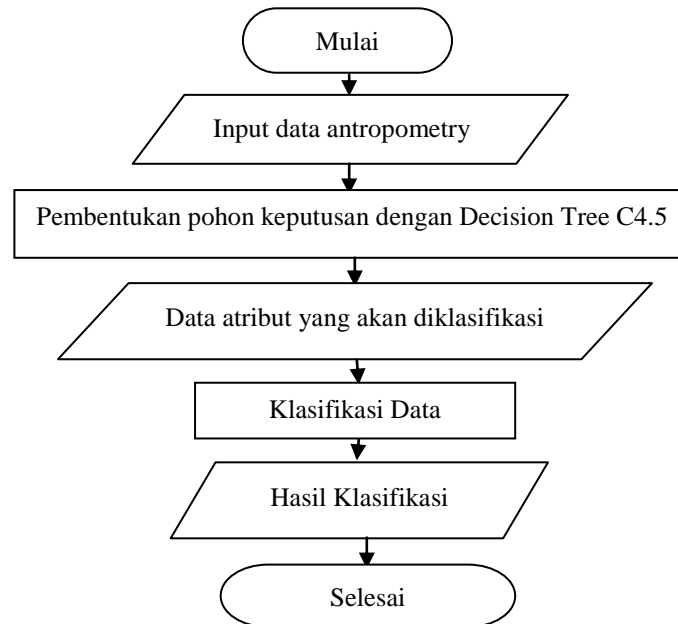 Mulai
Input data antropometry
Pembentukan pohon keputusan dengan Decision Tree C4.5
Data atribut yang akan diklasifikasi
Klasifikasi Data
Hasil Klasifikasi
Selesai